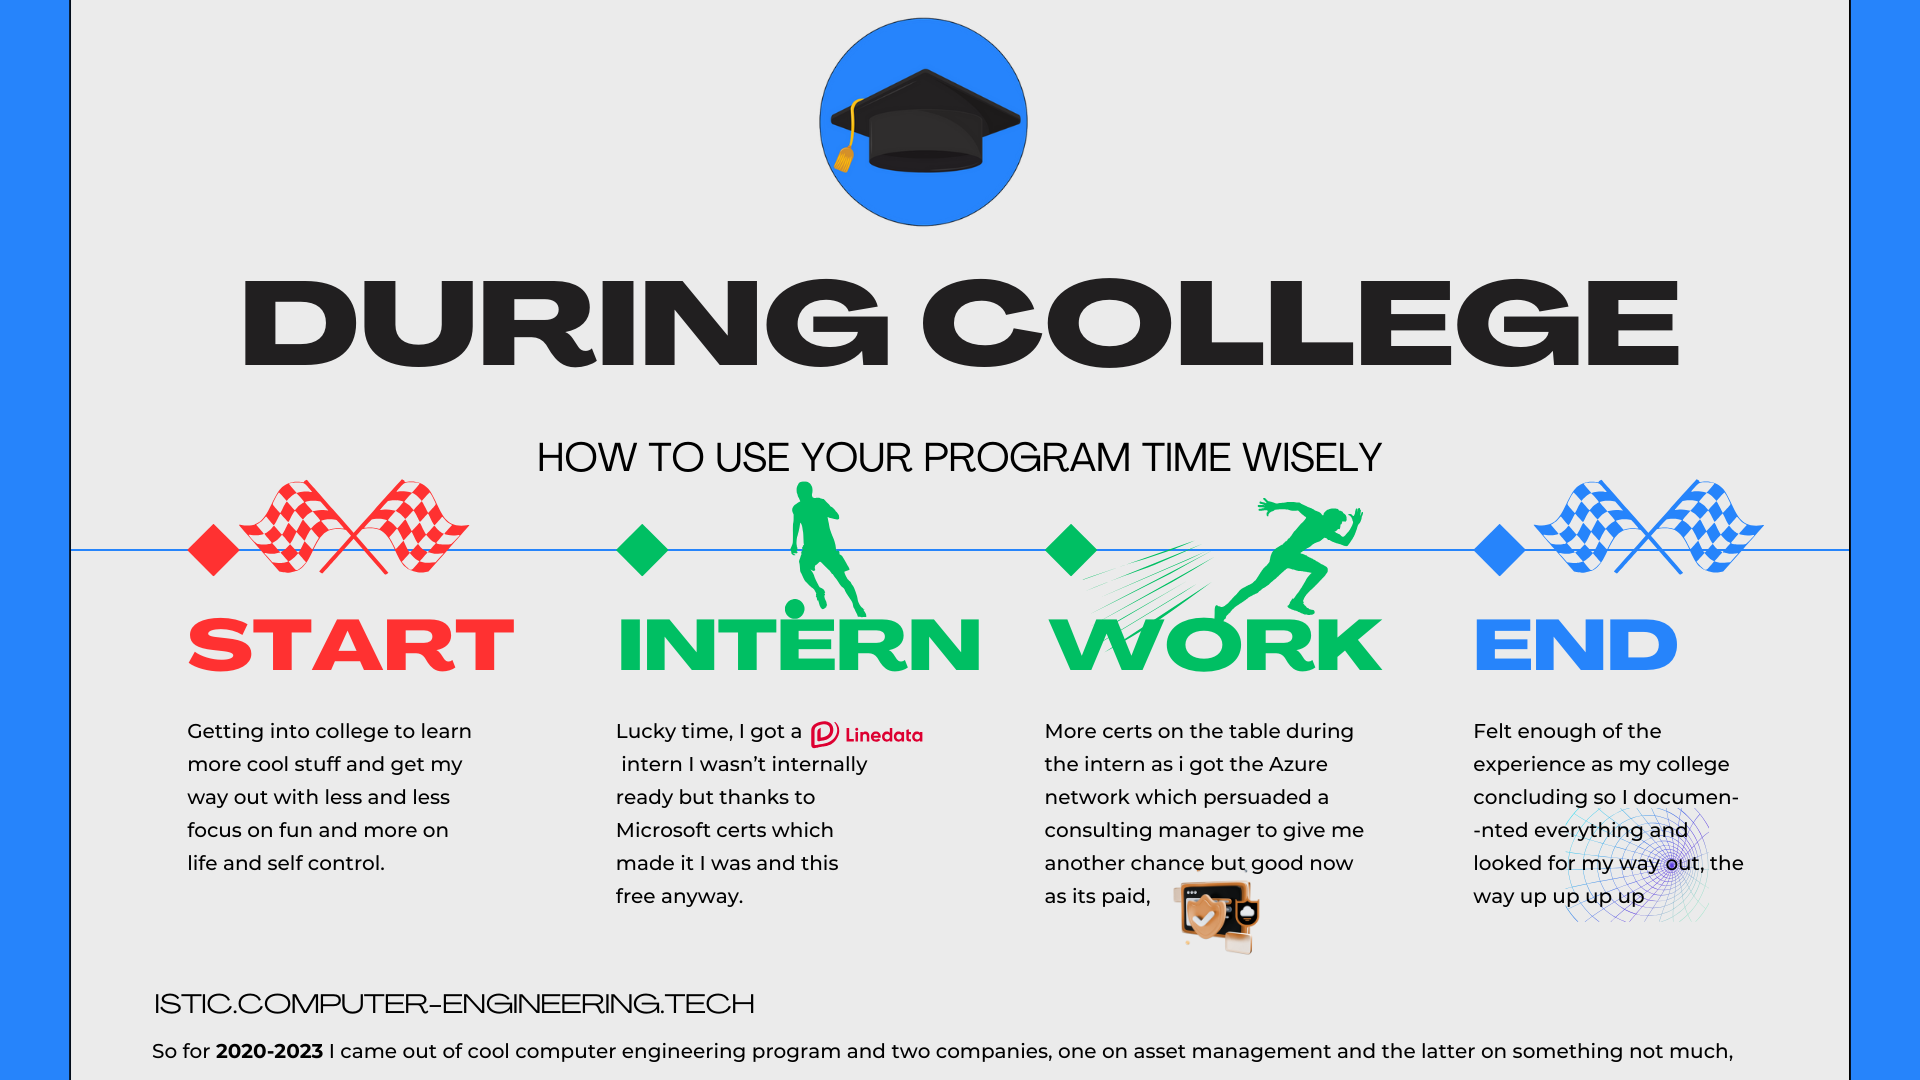 DURING COLLEGE
HOW TO USE YOUR PROGRAM TIME WISELY
START
Getting into college to learn
more cool stuff and get my
way out with less and less
focus on fun and more on
life and self control.
INTERN
Lucky time, I got a Linedata
intern I wasn't internally
ready but thanks to
Microsoft certs which
made it I was and this
free anyway.
WORK
More certs on the table during
the intern as i got the Azure
network which persuaded a
consulting manager to give me
another chance but good now
as its paid,
END
Felt enough of the
experience as my college
concluding so I documen-
-nted everything and
looked for my way out, the
way up up up up
ISTIC.COMPUTER-ENGINEERING.TECH
So for 2020-2023 I came out of cool computer engineering program and two companies, one on asset management and the latter on something not much,